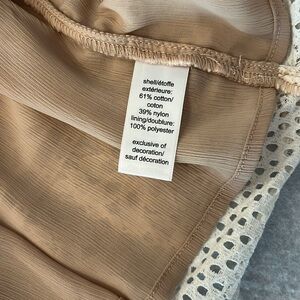 shell/étoffe
extérieure:
61% cotton/
coton
39% nylon
lining/doublure:
100% polyester
exclusive of
decoration/
sauf décoration